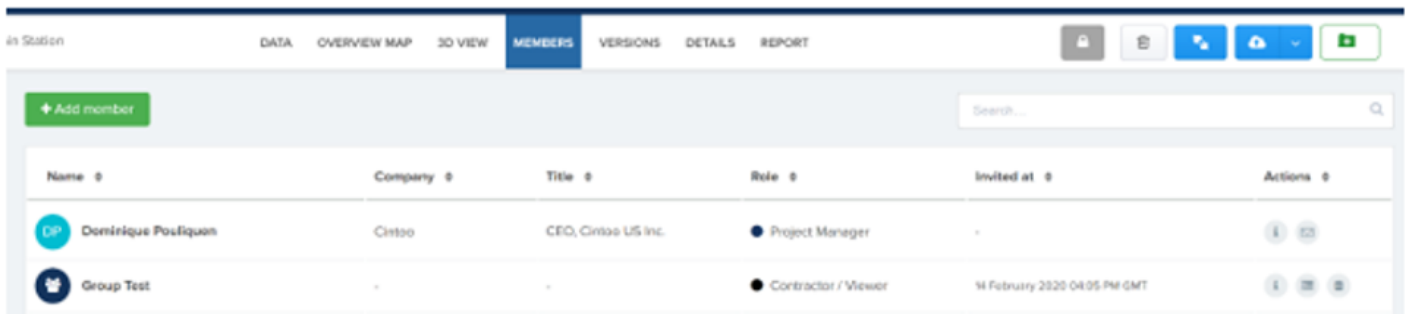 in Station DATA OVERVIEW MAP 3D VIEW MEMBERS VERSIONS DETAILS REPORT
+ Add member Search...
Name Company Title Role Invited at Actions
DP Dominique Pouliquen Cintoo CEO, Cintoo US Inc. Project Manager -
Group Test - - Contractor / Viewer 14 February 2020 04:05 PM GMT